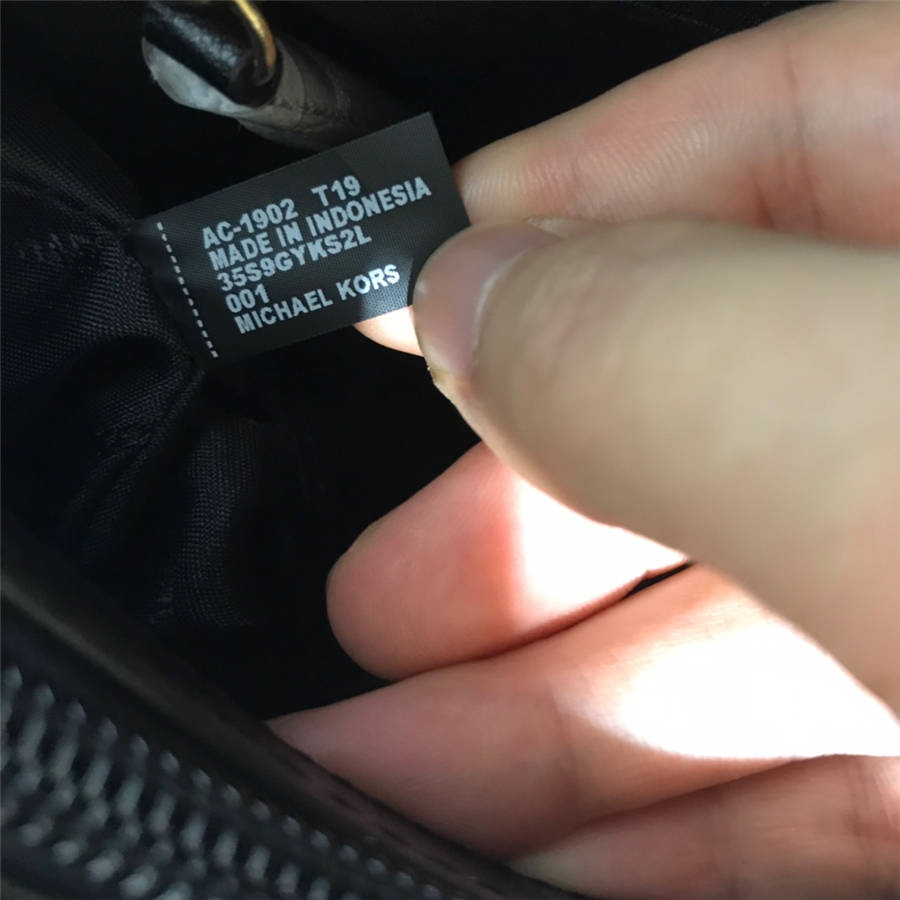 AC-1902 T19
MADE IN INDONESIA
35S9GYKS2L
001
MICHAEL KORS